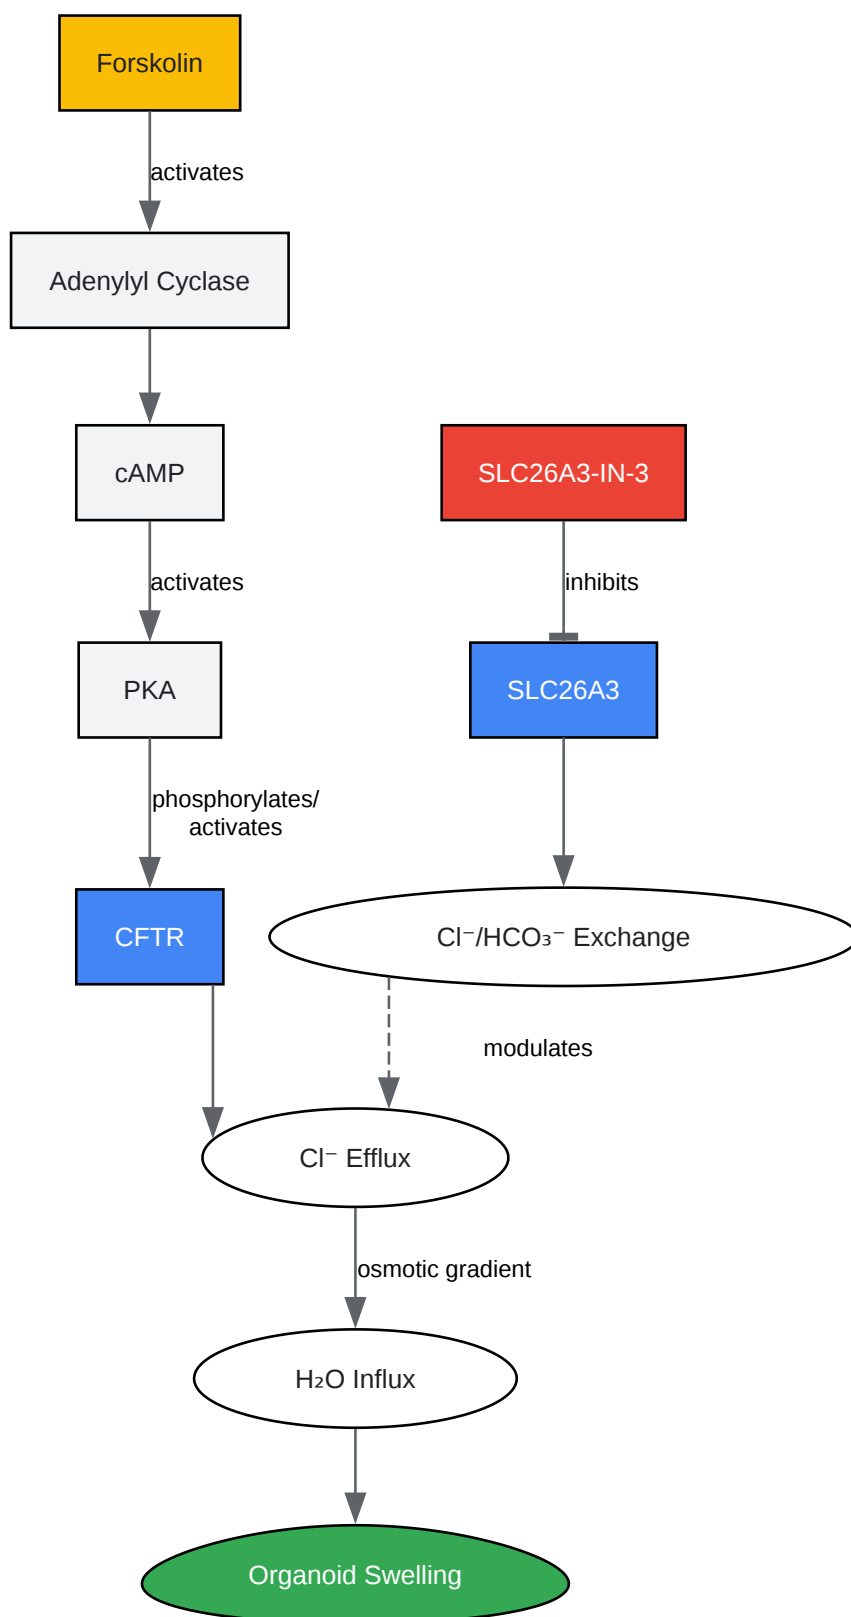 Forskolin
activates
Adenylyl Cyclase
cAMP
SLC26A3-IN-3
activates
inhibits
PKA
SLC26A3
phosphorylates/
activates
CFTR
Cl⁻/HCO₃⁻ Exchange
modulates
Cl⁻ Efflux
osmotic gradient
H₂O Influx
Organoid Swelling